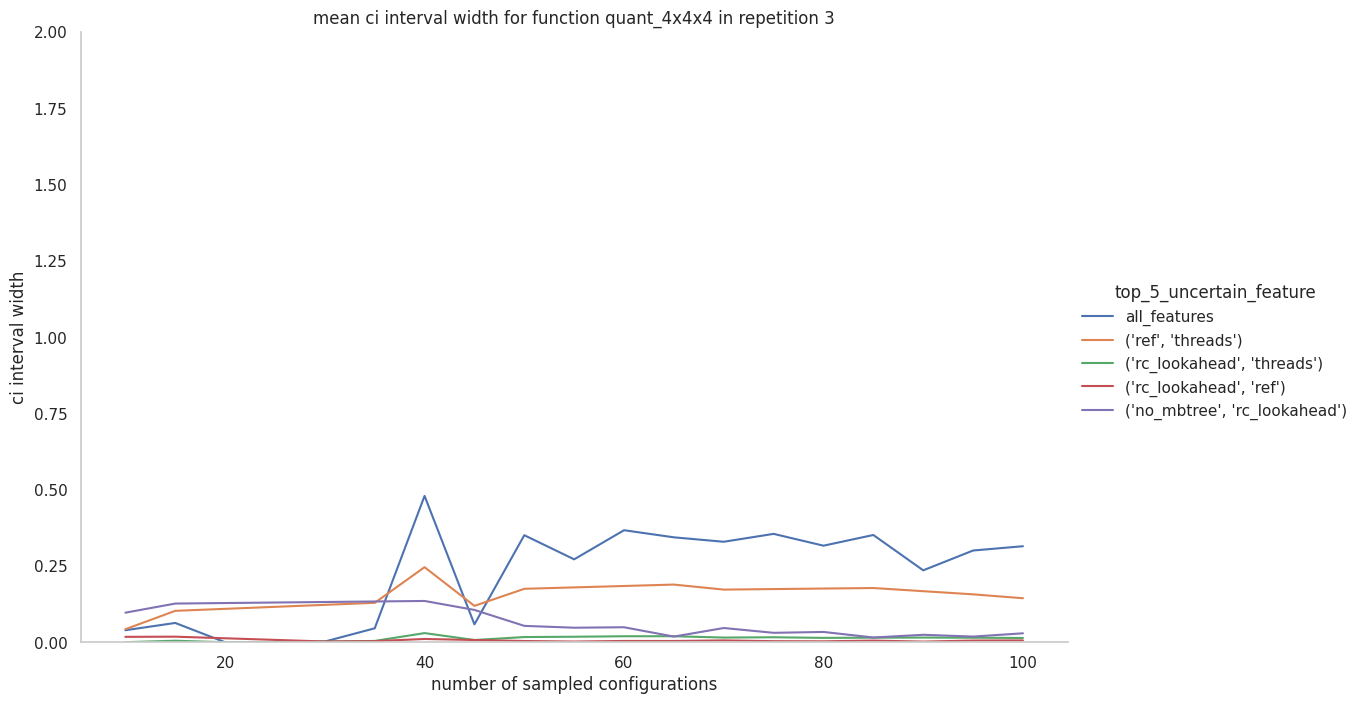 mean ci interval width for function quant_4x4x4 in repetition 3
2.00
1.75
1.50
1.25
1.00
0.75
0.50
0.25
0.00
ci interval width
20
40
60
80
100
number of sampled configurations
top_5_uncertain_feature
all_features
('ref', 'threads')
('rc_lookahead', 'threads')
('rc_lookahead', 'ref')
('no_mbtree', 'rc_lookahead')